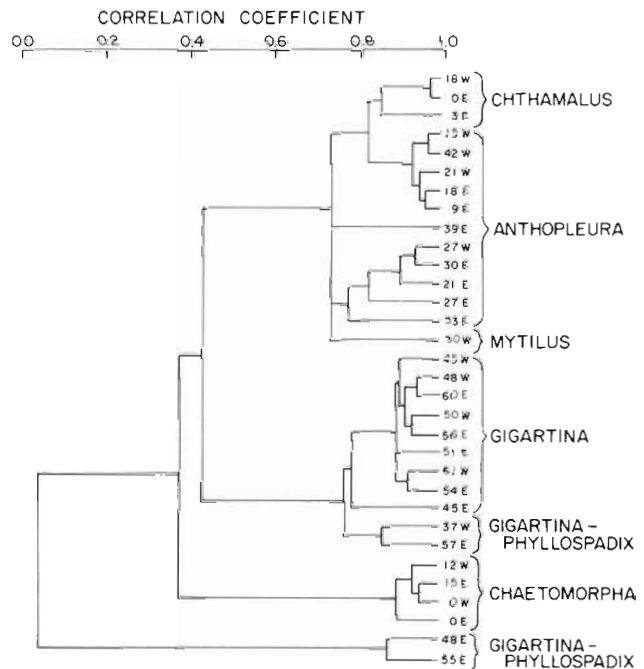 CORRELATION COEFFICIENT
0.0 0.2 0.4 0.6 0.8 1.0
18 W
0 E
3 E
CHTHAMALUS
15 W
42 W
21 W
18 E
9 E
39 E
27 W
30 E
21 E
27 E
33 E
ANTHOPLEURA
30 W
MYTILUS
45 W
48 W
60 E
50 W
56 E
51 E
61 W
54 E
45 E
GIGARTINA
37 W
57 E
GIGARTINA-
PHYLLOSPADIX
12 W
15 E
0 W
0 E
CHAETOMORPHA
48 E
55 E
GIGARTINA-
PHYLLOSPADIX